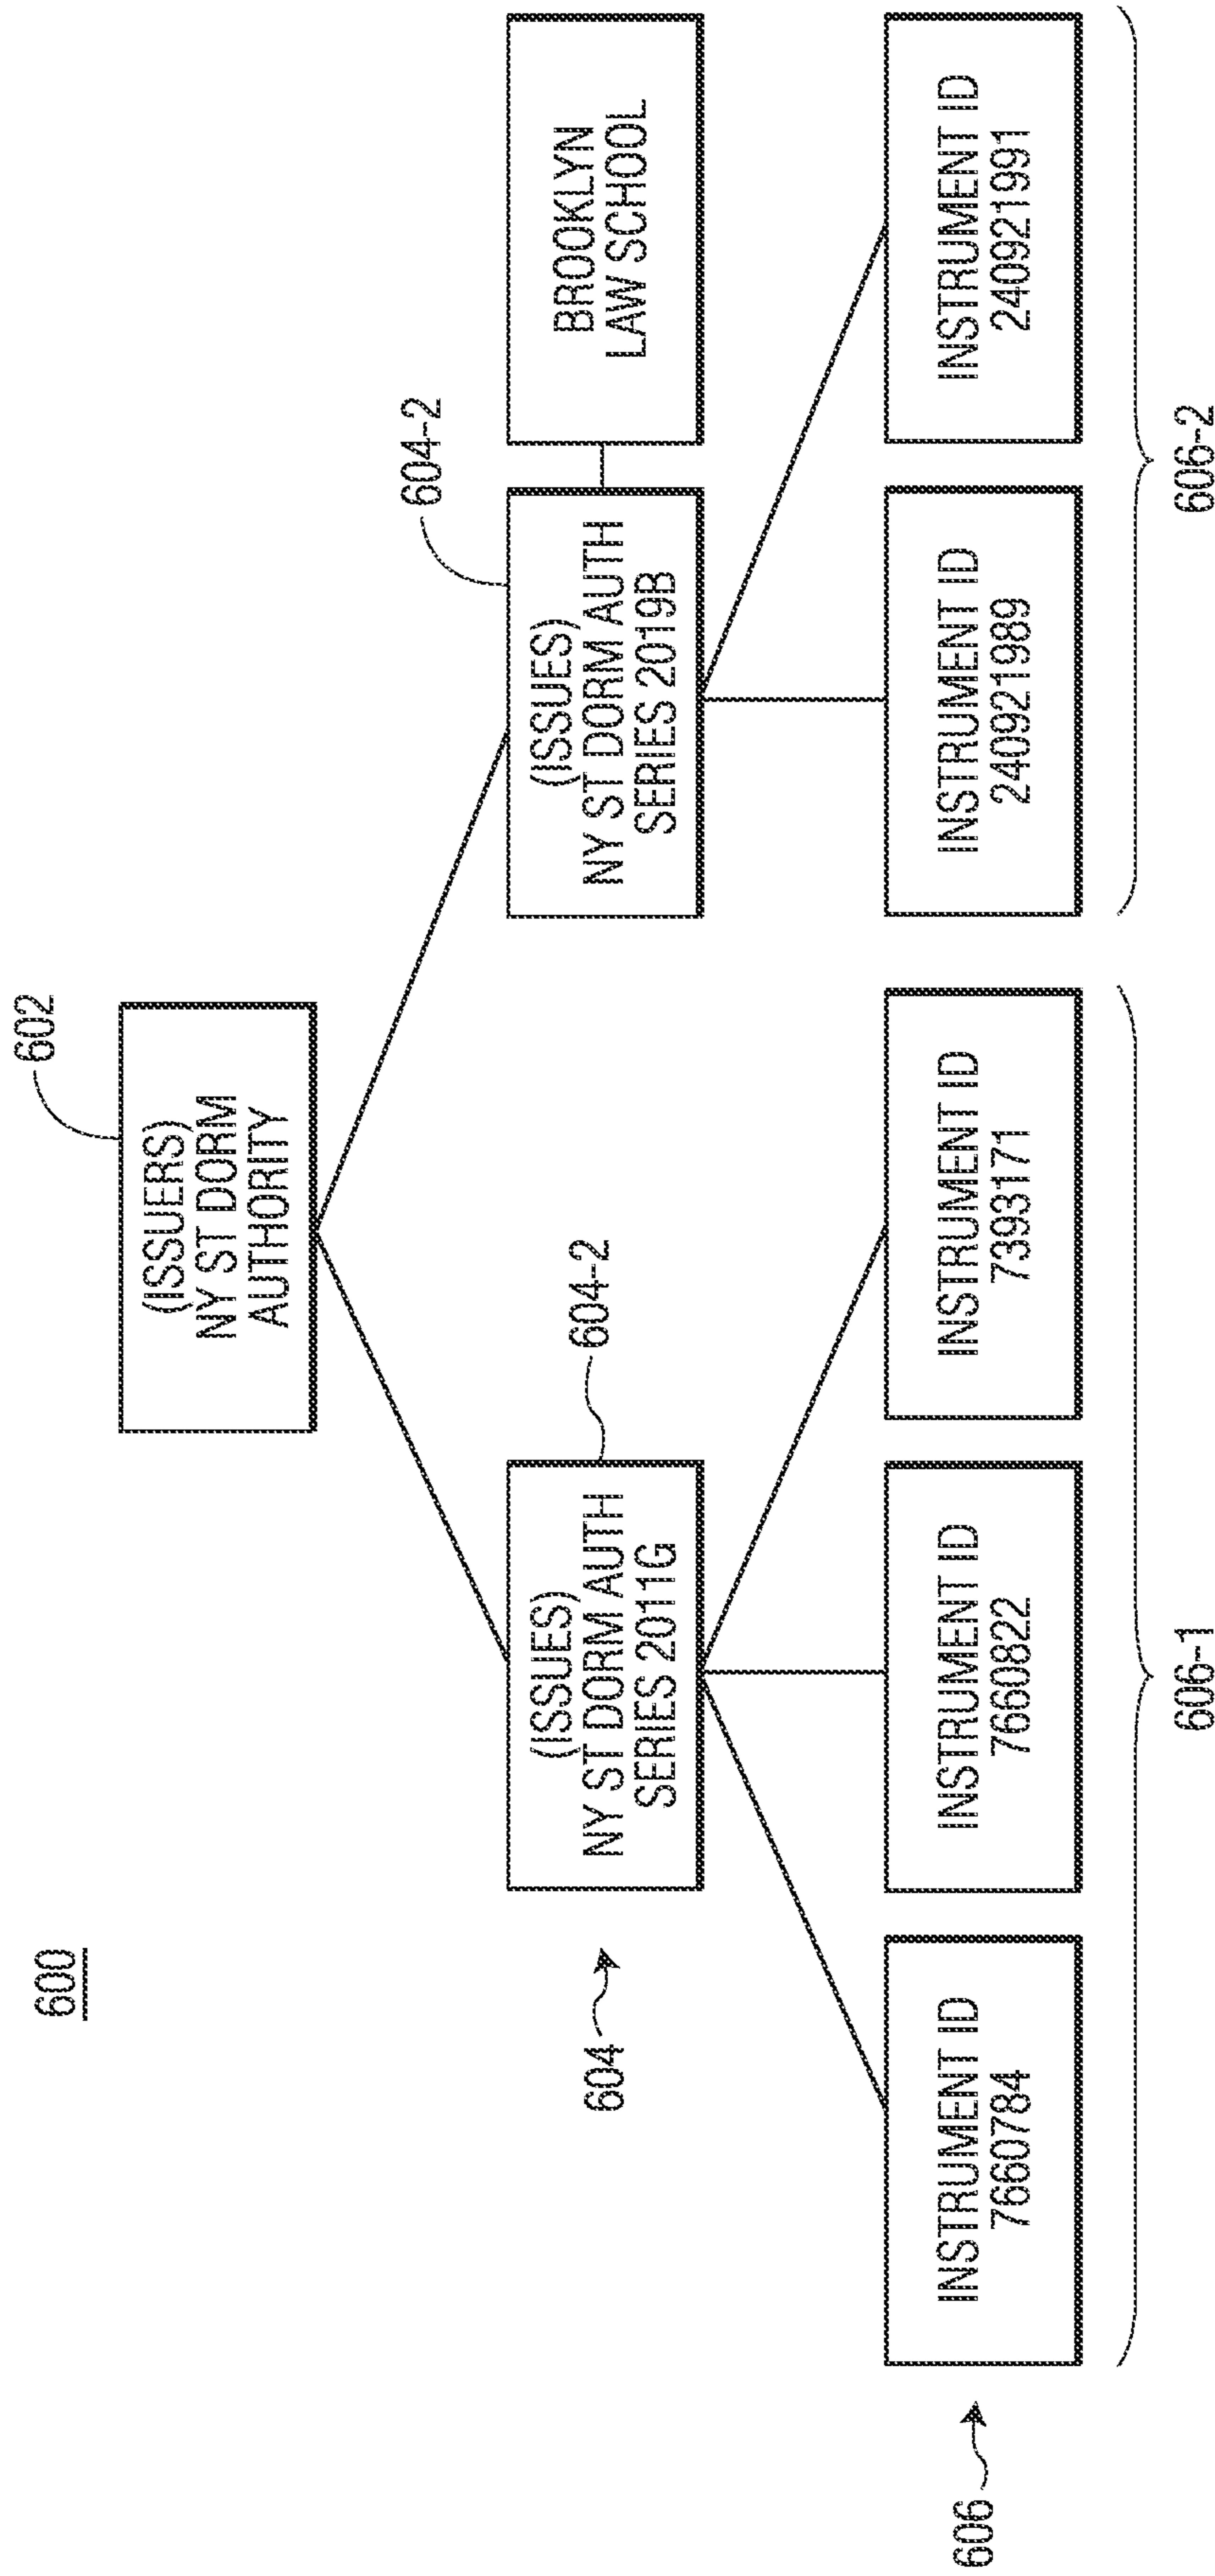 600
602
(ISSUERS)
NY ST DORM
AUTHORITY
604
604-2
(ISSUES)
NY ST DORM AUTH
SERIES 2011G
604-2
(ISSUES)
NY ST DORM AUTH
SERIES 2019B
BROOKLYN
LAW SCHOOL
606
INSTRUMENT ID
7660784
INSTRUMENT ID
7660822
INSTRUMENT ID
7393171
INSTRUMENT ID
240921989
INSTRUMENT ID
240921991
606-1
606-2